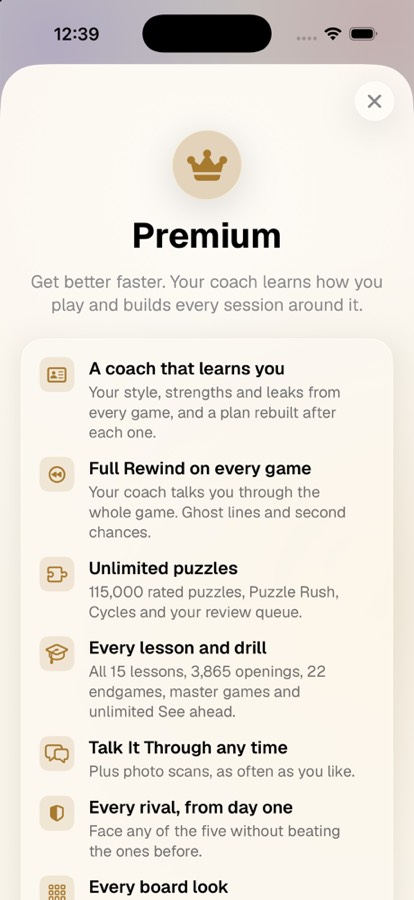 12:39
Premium
Get better faster. Your coach learns how you
play and builds every session around it.
A coach that learns you
Your style, strengths and leaks from
every game, and a plan rebuilt after
each one.
Full Rewind on every game
Your coach talks you through the
whole game. Ghost lines and second
chances.
Unlimited puzzles
115,000 rated puzzles, Puzzle Rush,
Cycles and your review queue.
Every lesson and drill
All 15 lessons, 3,865 openings, 22
endgames, master games and
unlimited See ahead.
Talk It Through any time
Plus photo scans, as often as you like.
Every rival, from day one
Face any of the five without beating
the ones before.
Every board look